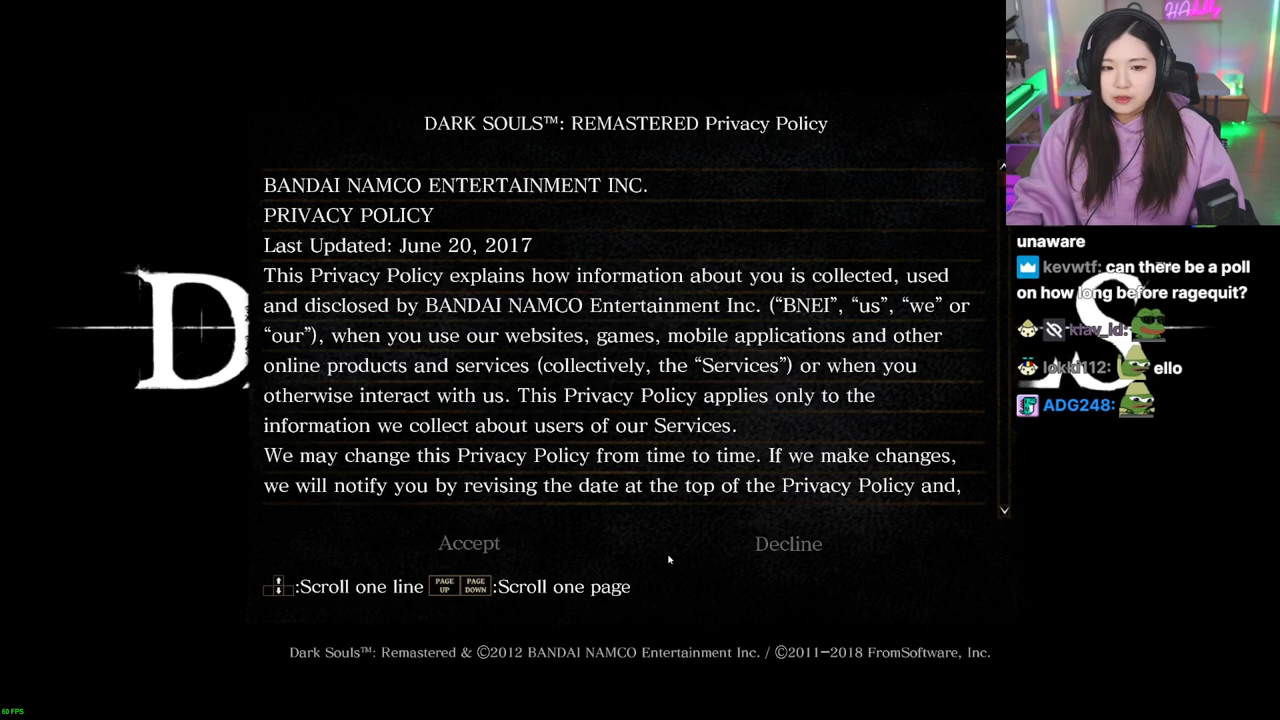 DARK SOULS™: REMASTERED Privacy Policy
BANDAI NAMCO ENTERTAINMENT INC.
PRIVACY POLICY
Last Updated: June 20, 2017
This Privacy Policy explains how information about you is collected, used
and disclosed by BANDAI NAMCO Entertainment Inc. (“BNEI”, “us”, “we” or
“our”), when you use our websites, games, mobile applications and other
online products and services (collectively, the “Services”) or when you
otherwise interact with us. This Privacy Policy applies only to the
information we collect about users of our Services.
We may change this Privacy Policy from time to time. If we make changes,
we will notify you by revising the date at the top of the Privacy Policy and,
Accept
Decline
:Scroll one line PAGE UP PAGE DOWN :Scroll one page
Dark Souls™: Remastered & ©2012 BANDAI NAMCO Entertainment Inc. / ©2011–2018 FromSoftware, Inc.
D
S
unaware
kevwtf: can there be a poll
on how long before ragequit?
klav_id:
lokki112: ello
ADG248:
60 FPS